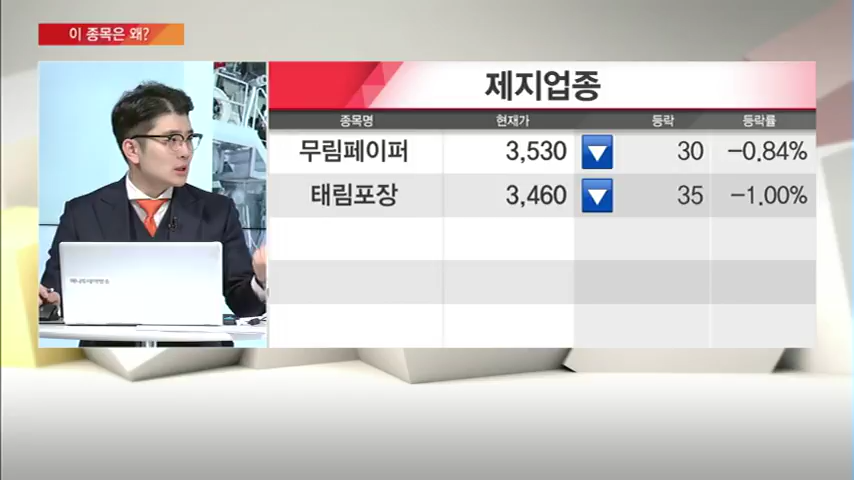 이 종목은 왜?
제지업종
종목명 현재가 등락 등락률
무림페이퍼 3,530 ▼ 30 -0.84%
태림포장 3,460 ▼ 35 -1.00%